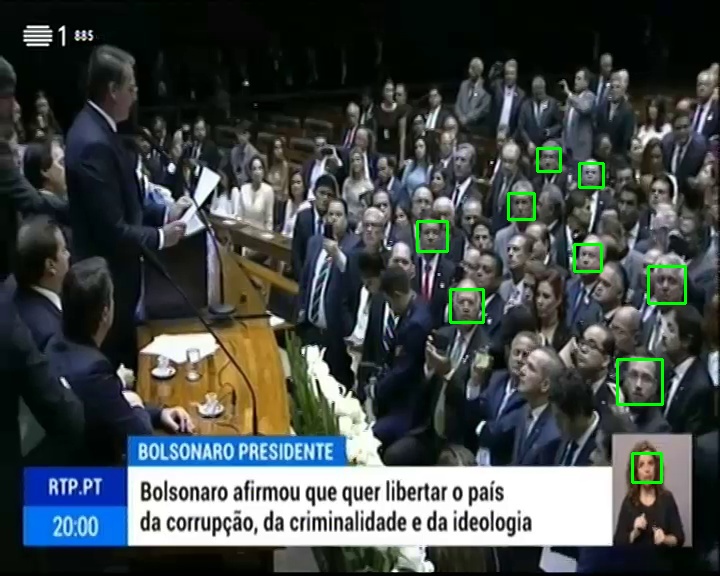 1 885
BOLSONARO PRESIDENTE
RTP.PT
20:00
Bolsonaro afirmou que quer libertar o país
da corrupção, da criminalidade e da ideologia